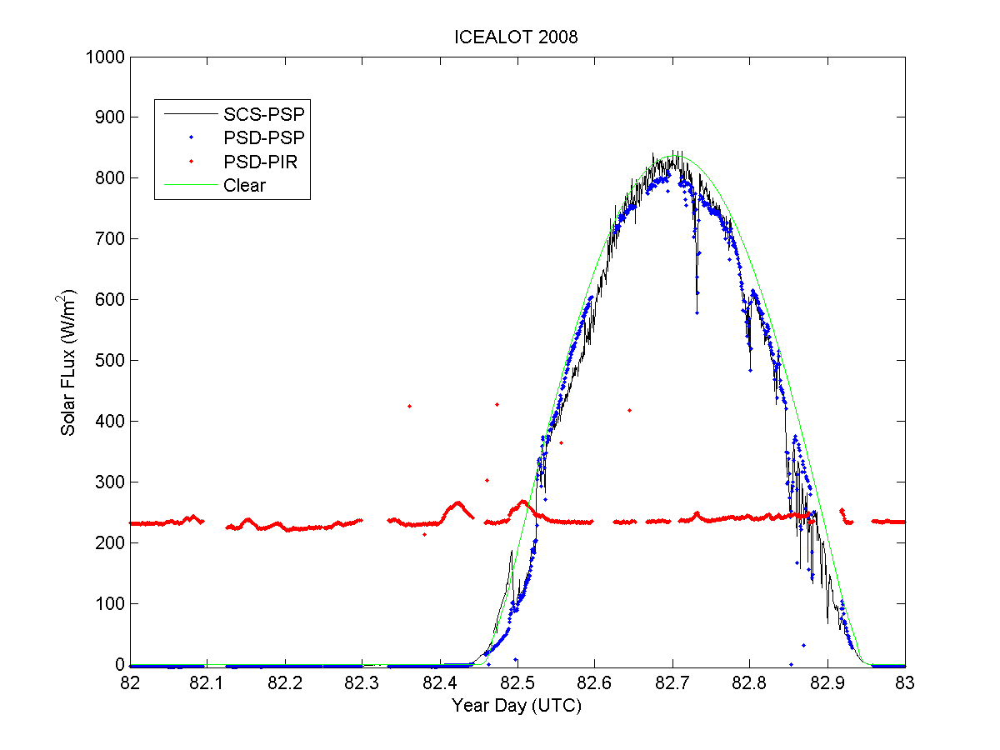 ICEALOT 2008
1000
900
800
700
600
500
400
300
200
100
0
Solar FLux (W/m²)
SCS-PSP
PSD-PSP
PSD-PIR
Clear
82 82.1 82.2 82.3 82.4 82.5 82.6 82.7 82.8 82.9 83
Year Day (UTC)